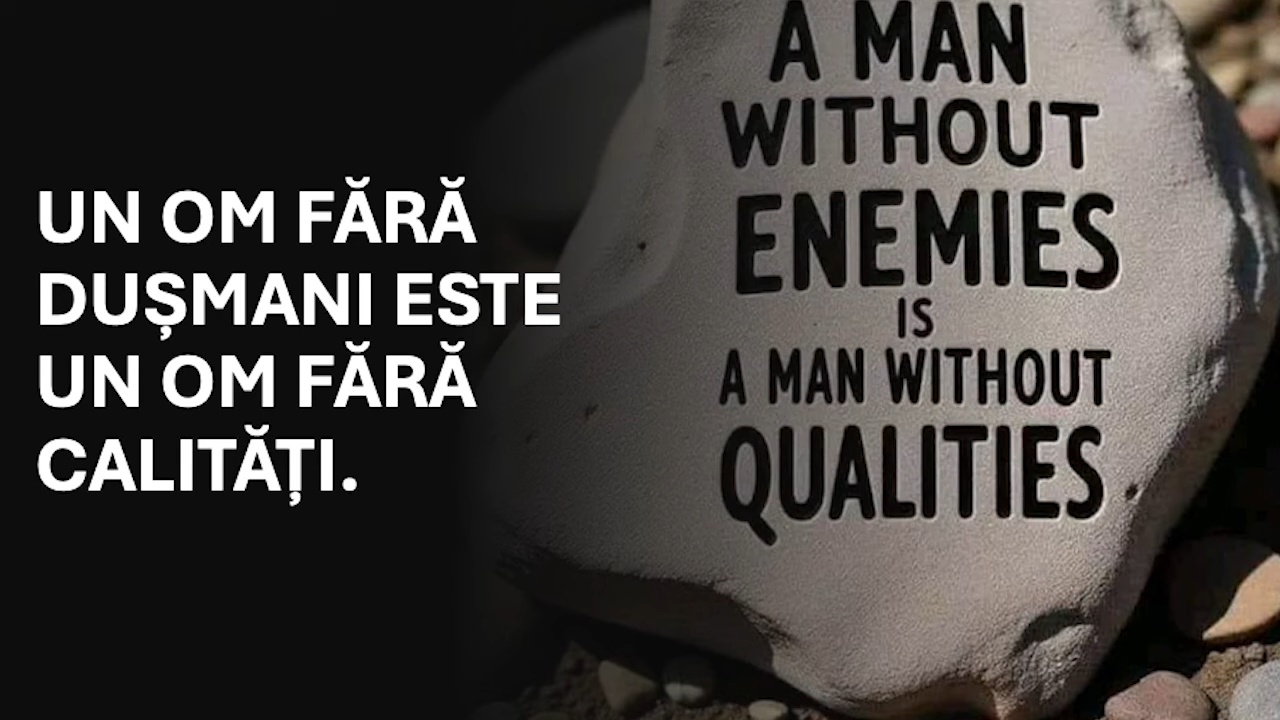 UN OM FĂRĂ
DUȘMANI ESTE
UN OM FĂRĂ
CALITĂȚI.
A MAN
WITHOUT
ENEMIES
IS
A MAN WITHOUT
QUALITIES